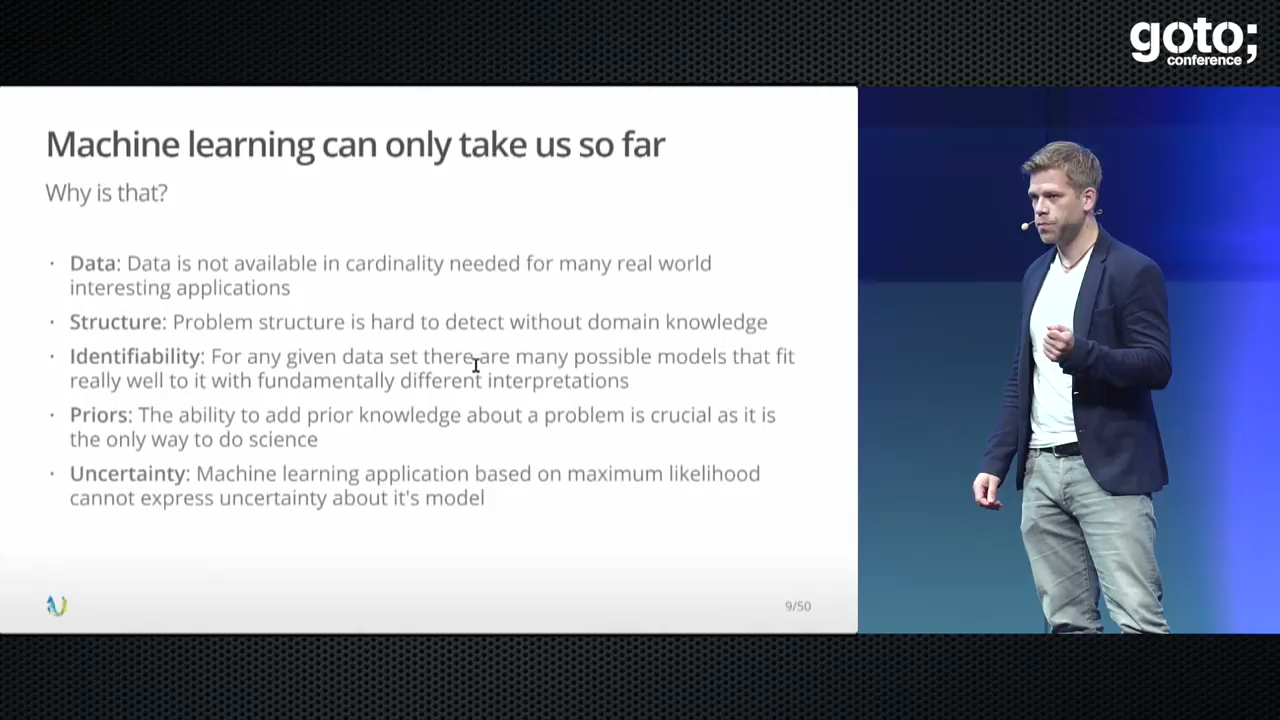 goto;
conference
Machine learning can only take us so far
Why is that?
· Data: Data is not available in cardinality needed for many real world
interesting applications
· Structure: Problem structure is hard to detect without domain knowledge
· Identifiability: For any given data set there are many possible models that fit
really well to it with fundamentally different interpretations
· Priors: The ability to add prior knowledge about a problem is crucial as it is
the only way to do science
· Uncertainty: Machine learning application based on maximum likelihood
cannot express uncertainty about it's model
9/50